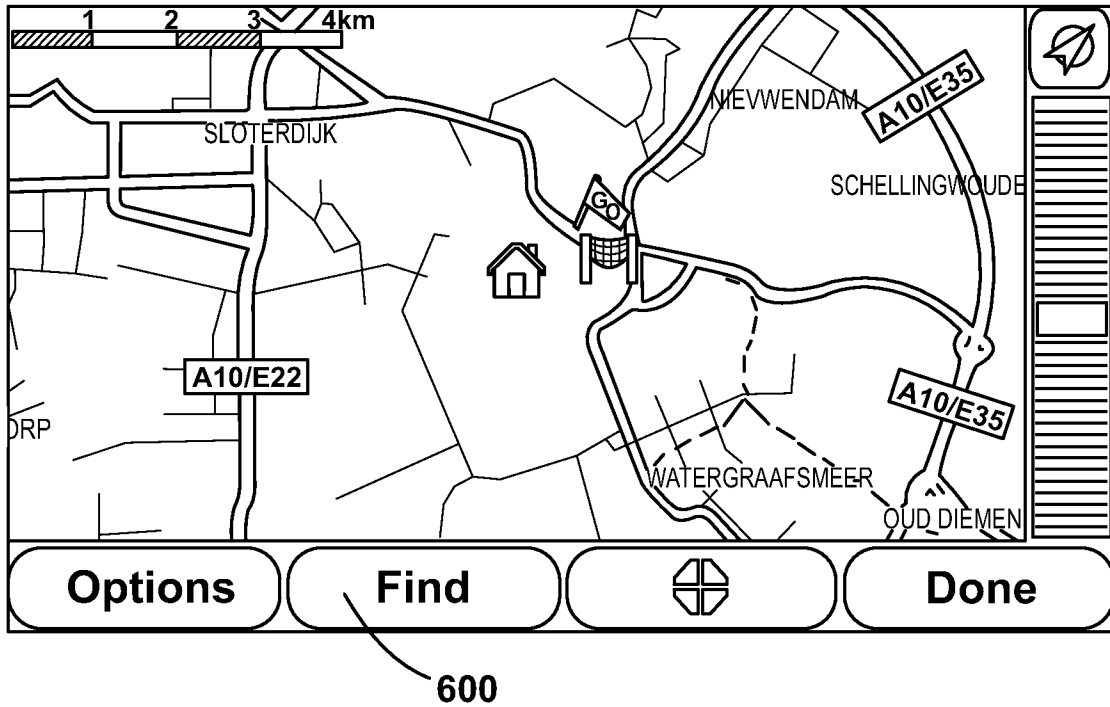 1 2 3 4km
NIEVWENDAM
A10/E35
SLOTERDIJK
SCHELLINGWOUDE
GO
A10/E22
A10/E35
ORP
WATERGRAAFSMEER
OUD DIEMEN
Options Find Done
600